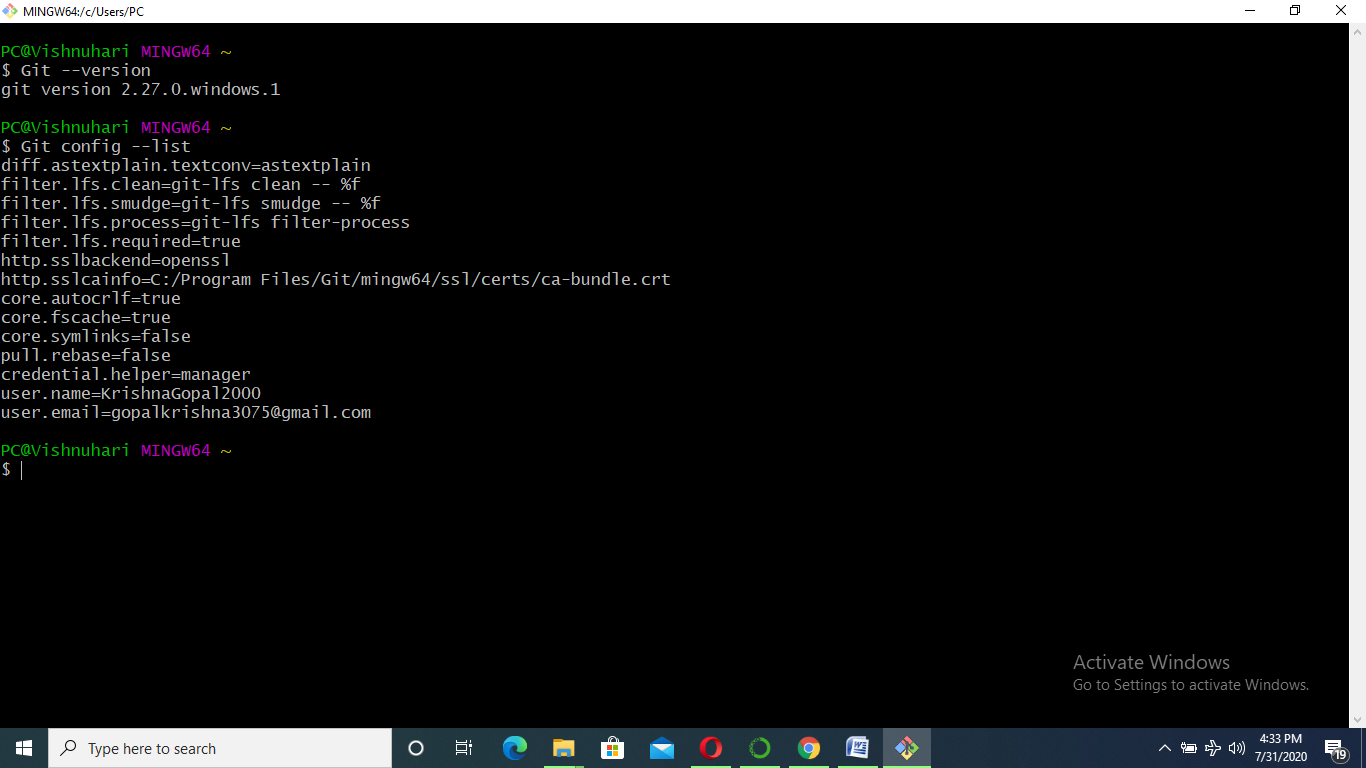 MINGW64:/c/Users/PC
PC@Vishnuhari MINGW64 ~
$ Git --version
git version 2.27.0.windows.1
PC@Vishnuhari MINGW64 ~
$ Git config --list
diff.astextplain.textconv=astextplain
filter.lfs.clean=git-lfs clean -- %f
filter.lfs.smudge=git-lfs smudge -- %f
filter.lfs.process=git-lfs filter-process
filter.lfs.required=true
http.sslbackend=openssl
http.sslcainfo=C:/Program Files/Git/mingw64/ssl/certs/ca-bundle.crt
core.autocrlf=true
core.fscache=true
core.symlinks=false
pull.rebase=false
credential.helper=manager
user.name=KrishnaGopal2000
user.email=gopalkrishna3075@gmail.com
PC@Vishnuhari MINGW64 ~
$
Activate Windows
Go to Settings to activate Windows.
Type here to search
4:33 PM
7/31/2020
19